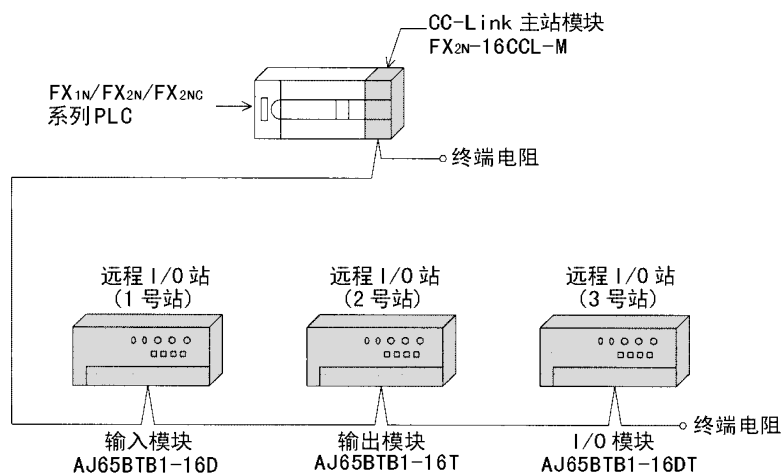 CC-Link 主站模块
FX2N-16CCL-M
FX1N/FX2N/FX2NC
系列PLC
终端电阻
远程 I/O 站
(1 号站)
远程 I/O 站
(2 号站)
远程 I/O 站
(3 号站)
终端电阻
输入模块
AJ65BTB1-16D
输出模块
AJ65BTB1-16T
I/O 模块
AJ65BTB1-16DT